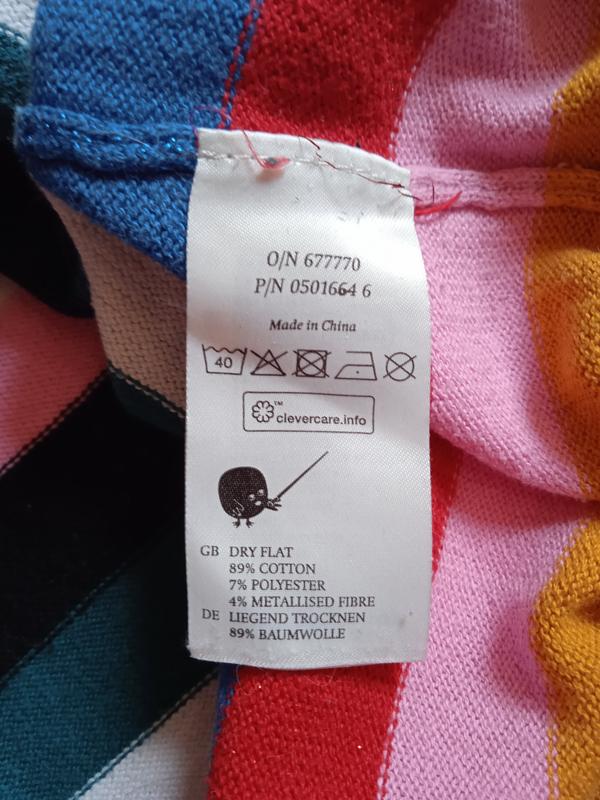 O/N 677770
P/N 0501664 6
Made in China
40
™
clevercare.info
GB DRY FLAT
89% COTTON
7% POLYESTER
4% METALLISED FIBRE
DE LIEGEND TROCKNEN
89% BAUMWOLLE